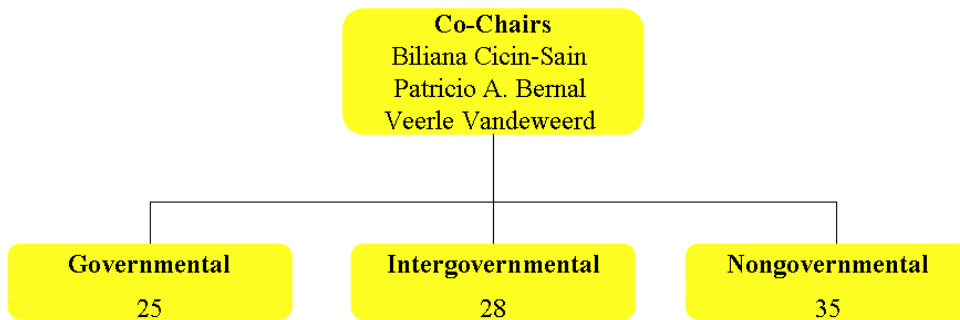 Co-Chairs
Biliana Cicin-Sain
Patricio A. Bernal
Veerle Vandeweerd
Governmental
25
Intergovernmental
28
Nongovernmental
35